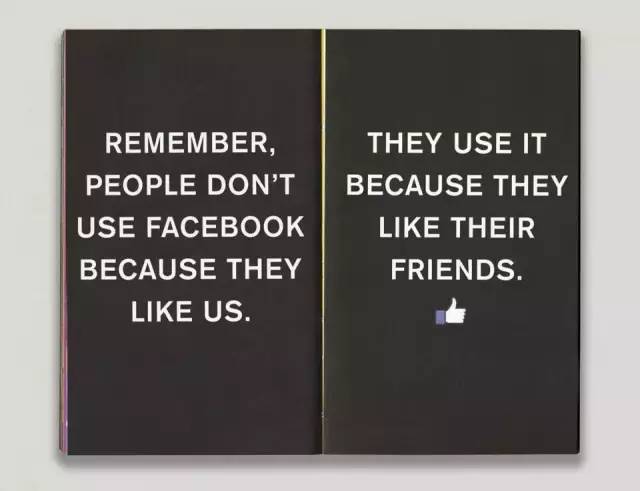 REMEMBER,
PEOPLE DON'T
USE FACEBOOK
BECAUSE THEY
LIKE US.
THEY USE IT
BECAUSE THEY
LIKE THEIR
FRIENDS.